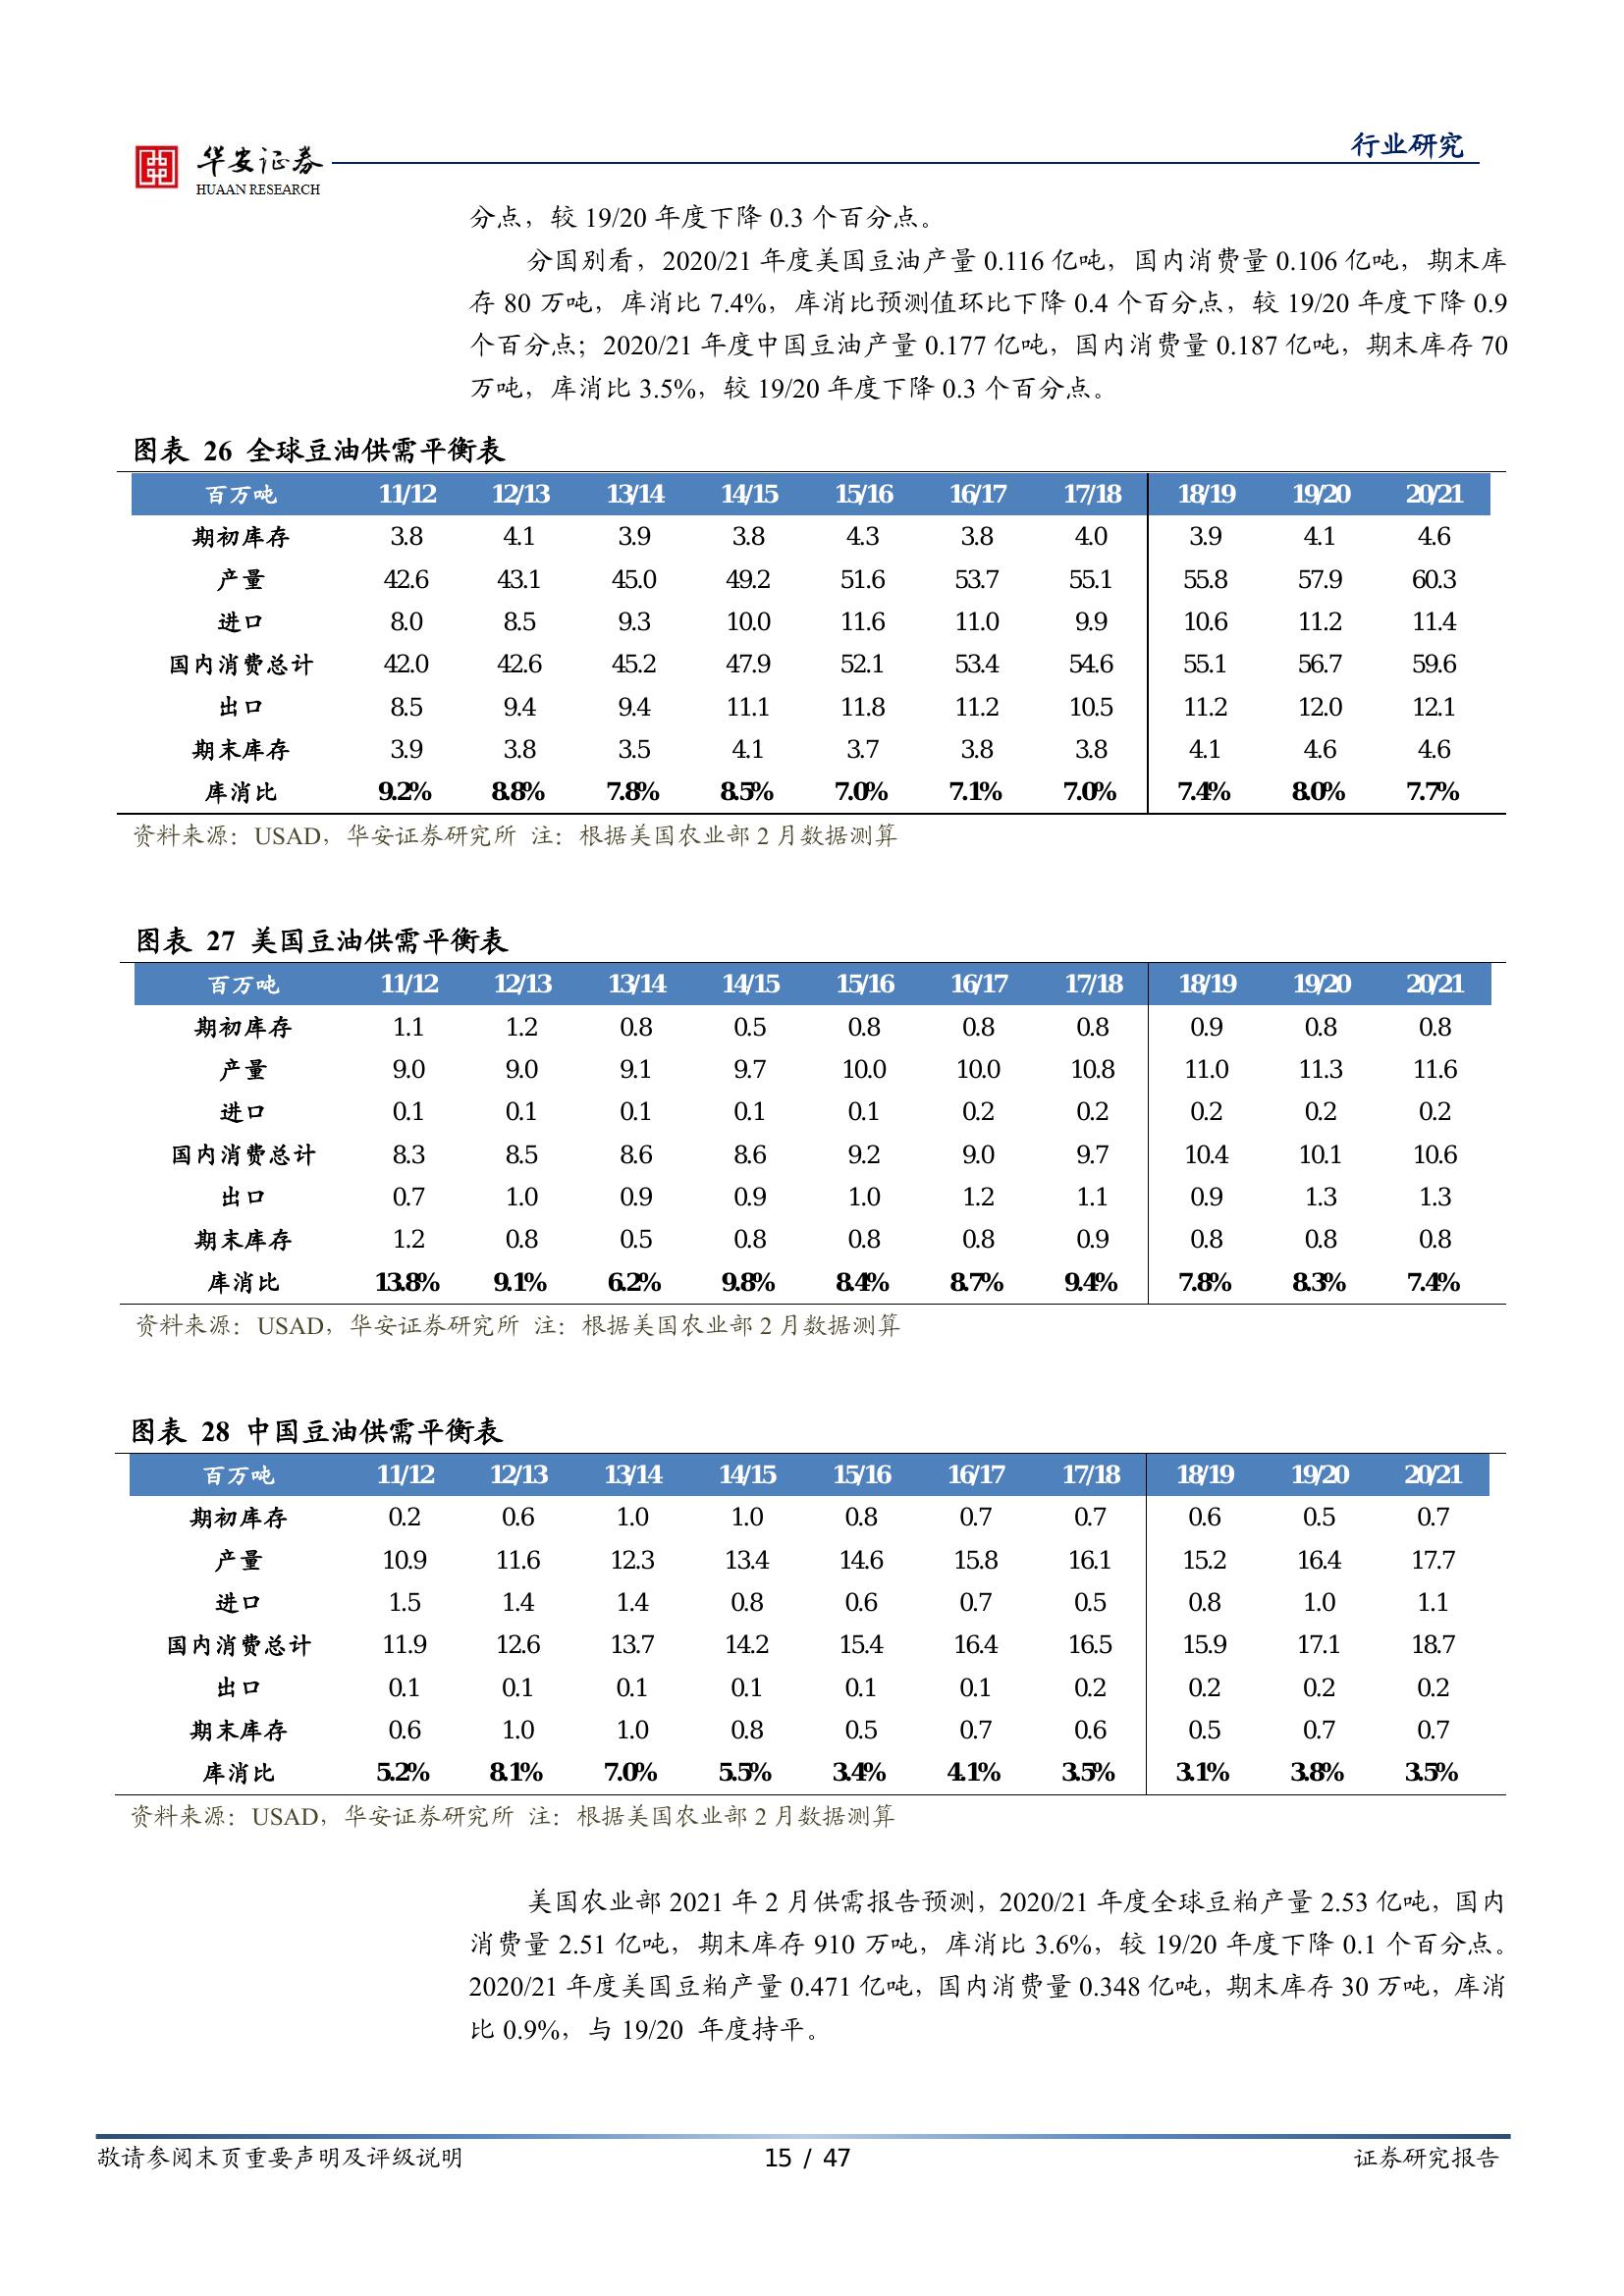 华安证券
HUAAN RESEARCH
行业研究
分点，较 19/20 年度下降 0.3 个百分点。
分国别看，2020/21 年度美国豆油产量 0.116 亿吨，国内消费量 0.106 亿吨，期末库
存 80 万吨，库消比 7.4%，库消比预测值环比下降 0.4 个百分点，较 19/20 年度下降 0.9
个百分点；2020/21 年度中国豆油产量 0.177 亿吨，国内消费量 0.187 亿吨，期末库存 70
万吨，库消比 3.5%，较 19/20 年度下降 0.3 个百分点。
图表 26 全球豆油供需平衡表
百万吨 11/12 12/13 13/14 14/15 15/16 16/17 17/18 18/19 19/20 20/21
期初库存 3.8 4.1 3.9 3.8 4.3 3.8 4.0 3.9 4.1 4.6
产量 42.6 43.1 45.0 49.2 51.6 53.7 55.1 55.8 57.9 60.3
进口 8.0 8.5 9.3 10.0 11.6 11.0 9.9 10.6 11.2 11.4
国内消费总计 42.0 42.6 45.2 47.9 52.1 53.4 54.6 55.1 56.7 59.6
出口 8.5 9.4 9.4 11.1 11.8 11.2 10.5 11.2 12.0 12.1
期末库存 3.9 3.8 3.5 4.1 3.7 3.8 3.8 4.1 4.6 4.6
库消比 9.2% 8.8% 7.8% 8.5% 7.0% 7.1% 7.0% 7.4% 8.0% 7.7%
资料来源：USAD，华安证券研究所 注：根据美国农业部 2 月数据测算
图表 27 美国豆油供需平衡表
百万吨 11/12 12/13 13/14 14/15 15/16 16/17 17/18 18/19 19/20 20/21
期初库存 1.1 1.2 0.8 0.5 0.8 0.8 0.8 0.9 0.8 0.8
产量 9.0 9.0 9.1 9.7 10.0 10.0 10.8 11.0 11.3 11.6
进口 0.1 0.1 0.1 0.1 0.1 0.2 0.2 0.2 0.2 0.2
国内消费总计 8.3 8.5 8.6 8.6 9.2 9.0 9.7 10.4 10.1 10.6
出口 0.7 1.0 0.9 0.9 1.0 1.2 1.1 0.9 1.3 1.3
期末库存 1.2 0.8 0.5 0.8 0.8 0.8 0.9 0.8 0.8 0.8
库消比 13.8% 9.1% 6.2% 9.8% 8.4% 8.7% 9.4% 7.8% 8.3% 7.4%
资料来源：USAD，华安证券研究所 注：根据美国农业部 2 月数据测算
图表 28 中国豆油供需平衡表
百万吨 11/12 12/13 13/14 14/15 15/16 16/17 17/18 18/19 19/20 20/21
期初库存 0.2 0.6 1.0 1.0 0.8 0.7 0.7 0.6 0.5 0.7
产量 10.9 11.6 12.3 13.4 14.6 15.8 16.1 15.2 16.4 17.7
进口 1.5 1.4 1.4 0.8 0.6 0.7 0.5 0.8 1.0 1.1
国内消费总计 11.9 12.6 13.7 14.2 15.4 16.4 16.5 15.9 17.1 18.7
出口 0.1 0.1 0.1 0.1 0.1 0.1 0.2 0.2 0.2 0.2
期末库存 0.6 1.0 1.0 0.8 0.5 0.7 0.6 0.5 0.7 0.7
库消比 5.2% 8.1% 7.0% 5.5% 3.4% 4.1% 3.5% 3.1% 3.8% 3.5%
资料来源：USAD，华安证券研究所 注：根据美国农业部 2 月数据测算
美国农业部 2021 年 2 月供需报告预测，2020/21 年度全球豆粕产量 2.53 亿吨，国内
消费量 2.51 亿吨，期末库存 910 万吨，库消比 3.6%，较 19/20 年度下降 0.1 个百分点。
2020/21 年度美国豆粕产量 0.471 亿吨，国内消费量 0.348 亿吨，期末库存 30 万吨，库消
比 0.9%，与 19/20 年度持平。
敬请参阅末页重要声明及评级说明 15 / 47 证券研究报告